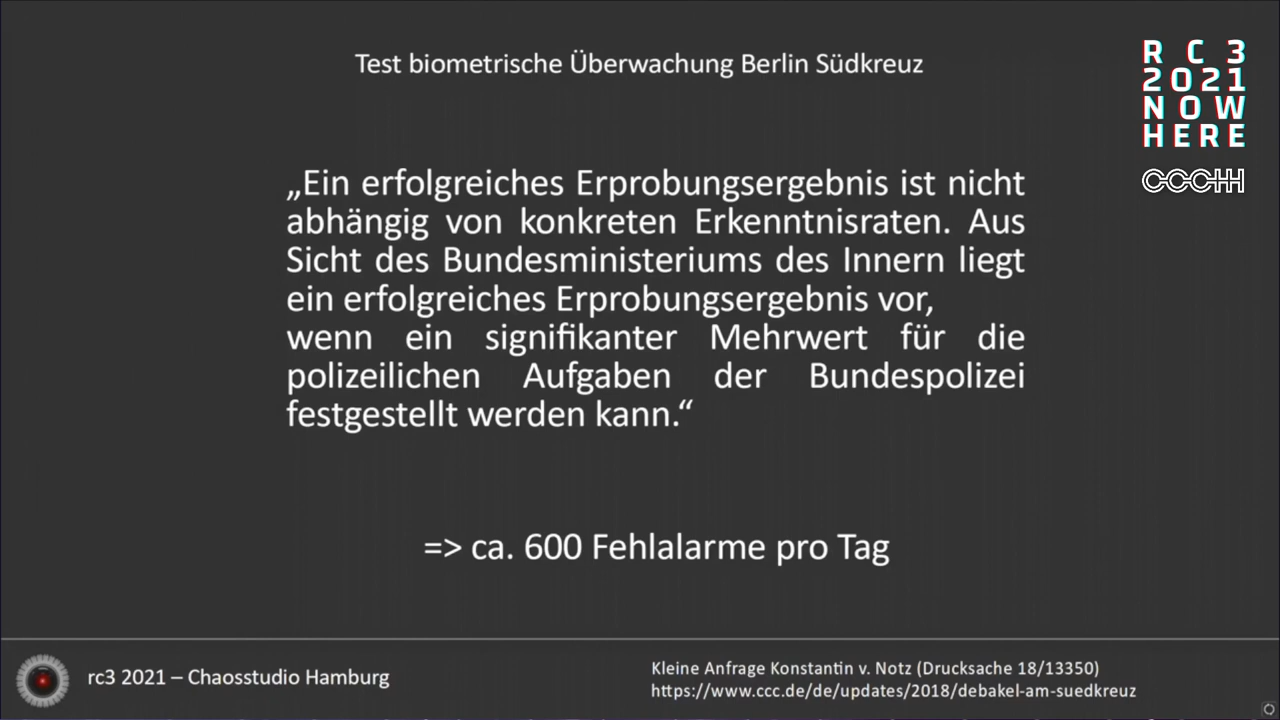 Test biometrische Überwachung Berlin Südkreuz
R C 3
2021
NOW
HERE
CCCHH
„Ein erfolgreiches Erprobungsergebnis ist nicht
abhängig von konkreten Erkenntnisraten. Aus
Sicht des Bundesministeriums des Innern liegt
ein erfolgreiches Erprobungsergebnis vor,
wenn ein signifikanter Mehrwert für die
polizeilichen Aufgaben der Bundespolizei
festgestellt werden kann.“
=> ca. 600 Fehlalarme pro Tag
rc3 2021 – Chaosstudio Hamburg
Kleine Anfrage Konstantin v. Notz (Drucksache 18/13350)
https://www.ccc.de/de/updates/2018/debakel-am-suedkreuz